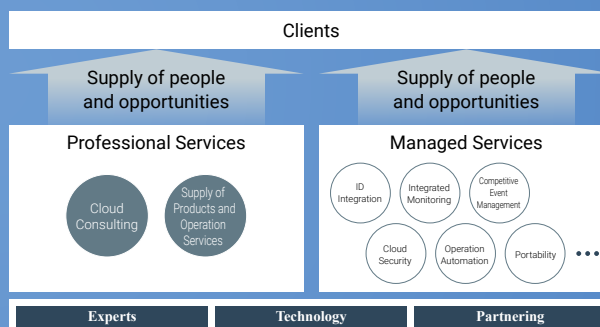 Clients
Supply of people
and opportunities
Supply of people
and opportunities
Professional Services
Cloud
Consulting
Supply of
Products and
Operation
Services
Managed Services
ID
Integration
Integrated
Monitoring
Competitive
Event
Management
Cloud
Security
Operation
Automation
Portability
•••
Experts
Technology
Partnering